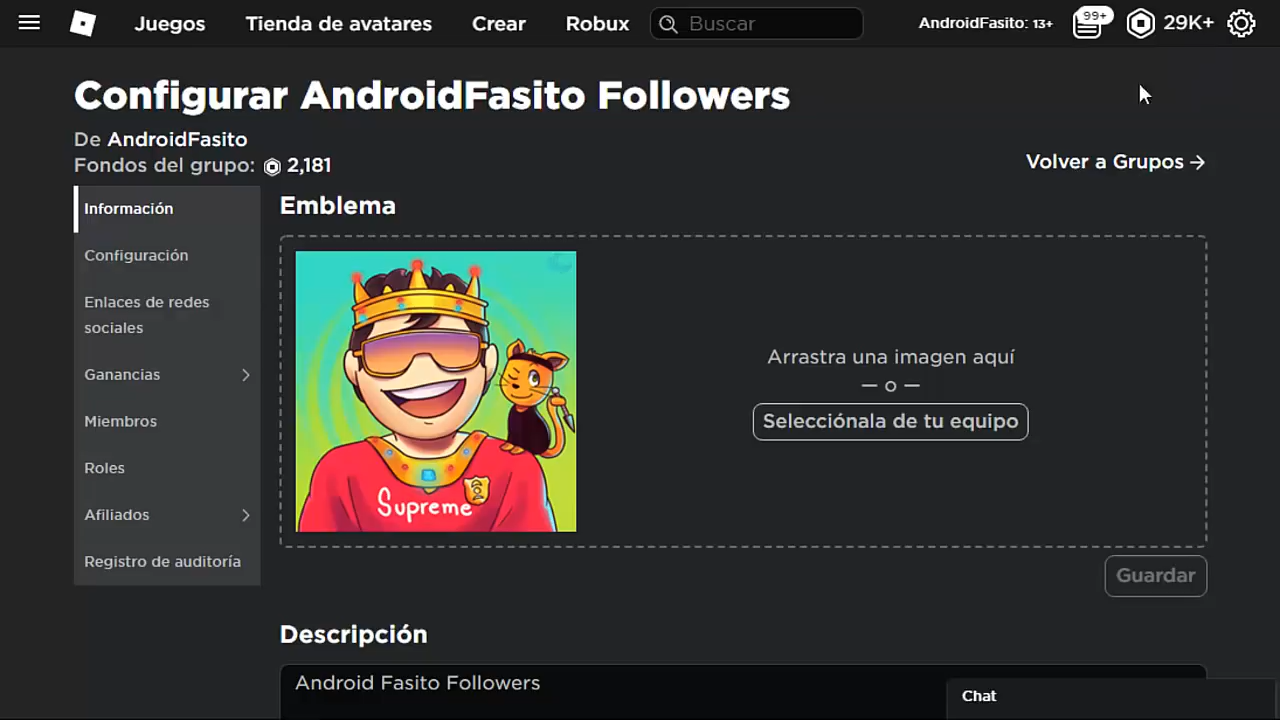 Juegos
Tienda de avatares
Crear
Robux
Buscar
AndroidFasito: 13+
99+
29K+
Configurar AndroidFasito Followers
De AndroidFasito
Fondos del grupo: 2,181
Volver a Grupos →
Información
Configuración
Enlaces de redes
sociales
Ganancias
Miembros
Roles
Afiliados
Registro de auditoría
Emblema
Supreme
Arrastra una imagen aquí
— o —
Selecciónala de tu equipo
Guardar
Descripción
Android Fasito Followers
Chat